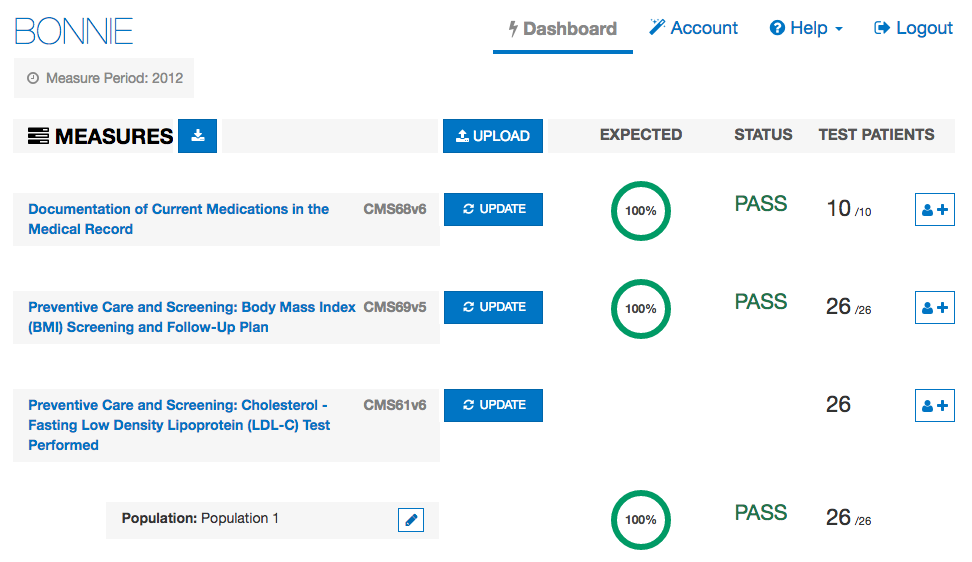 BONNIE
Dashboard
Account
Help
Logout
Measure Period: 2012
MEASURES
UPLOAD
EXPECTED
STATUS
TEST PATIENTS
Documentation of Current Medications in the
Medical Record
CMS68v6
UPDATE
100%
PASS
10 /10
Preventive Care and Screening: Body Mass Index
(BMI) Screening and Follow-Up Plan
CMS69v5
UPDATE
100%
PASS
26 /26
Preventive Care and Screening: Cholesterol -
Fasting Low Density Lipoprotein (LDL-C) Test
Performed
CMS61v6
UPDATE
26
Population: Population 1
100%
PASS
26 /26